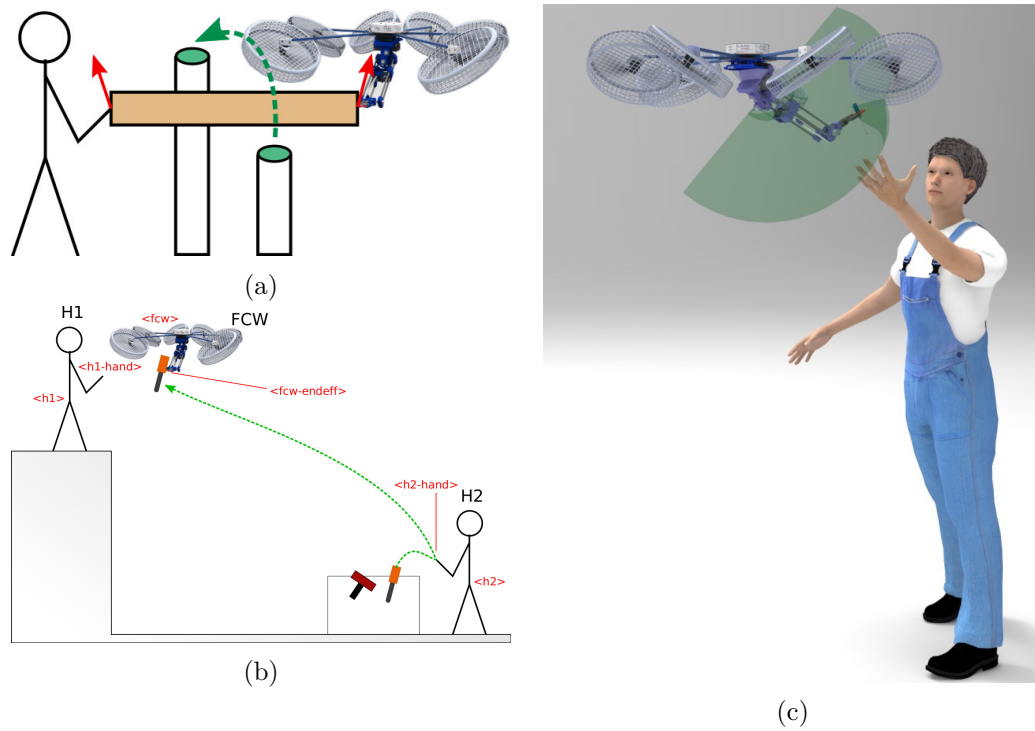 (a)
H1
<fcw>
FCW
<h1-hand>
<fcw-endeff>
<h1>
<h2-hand>
H2
<h2>
(b)
(c)